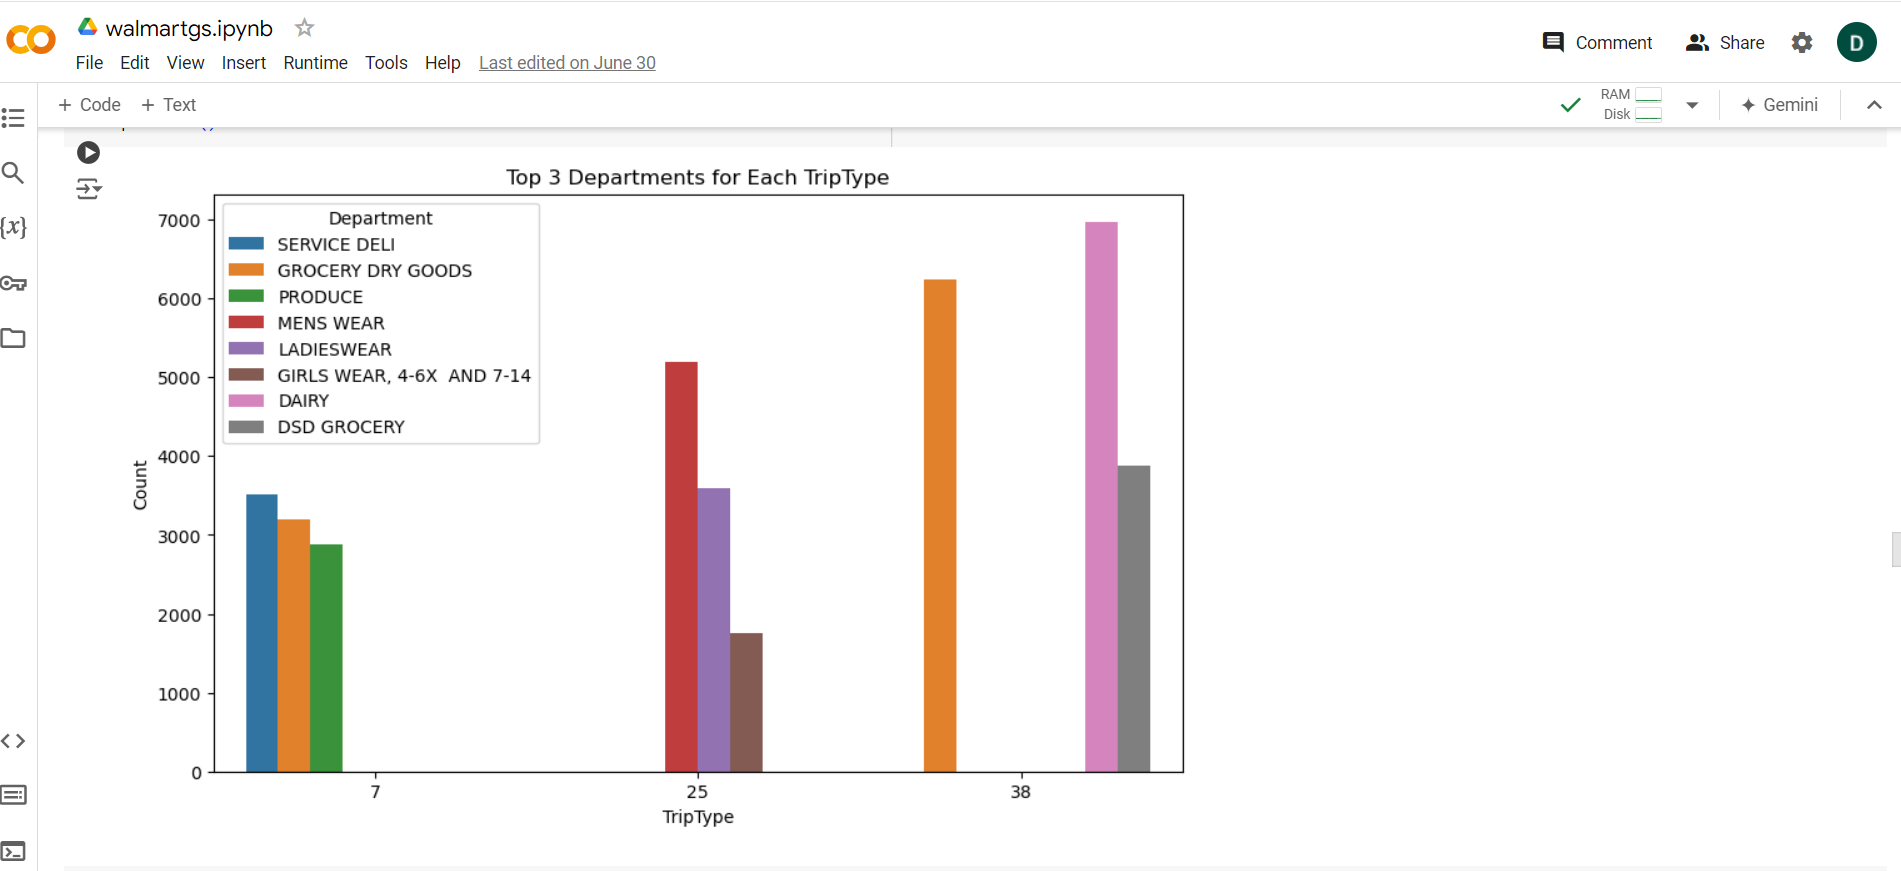 walmartgs.ipynb
File Edit View Insert Runtime Tools Help Last edited on June 30
Comment Share D
+ Code + Text
RAM
Disk
Gemini
{x}
Top 3 Departments for Each TripType
Department
SERVICE DELI
GROCERY DRY GOODS
PRODUCE
MENS WEAR
LADIESWEAR
GIRLS WEAR, 4-6X  AND 7-14
DAIRY
DSD GROCERY
7000
6000
5000
4000
3000
2000
1000
0
Count
7 25 38
TripType